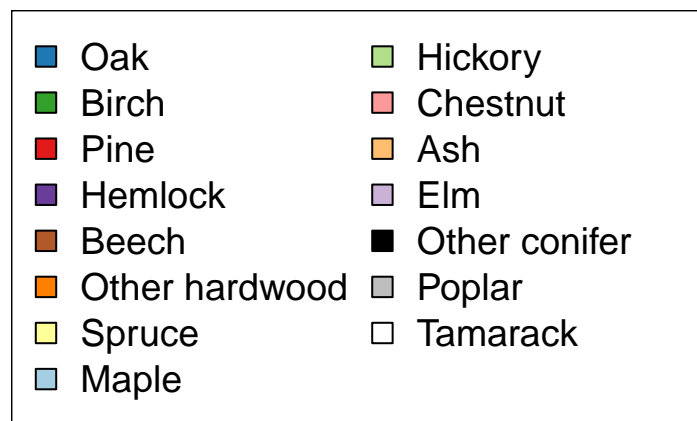 Oak
Birch
Pine
Hemlock
Beech
Other hardwood
Spruce
Maple
Hickory
Chestnut
Ash
Elm
Other conifer
Poplar
Tamarack